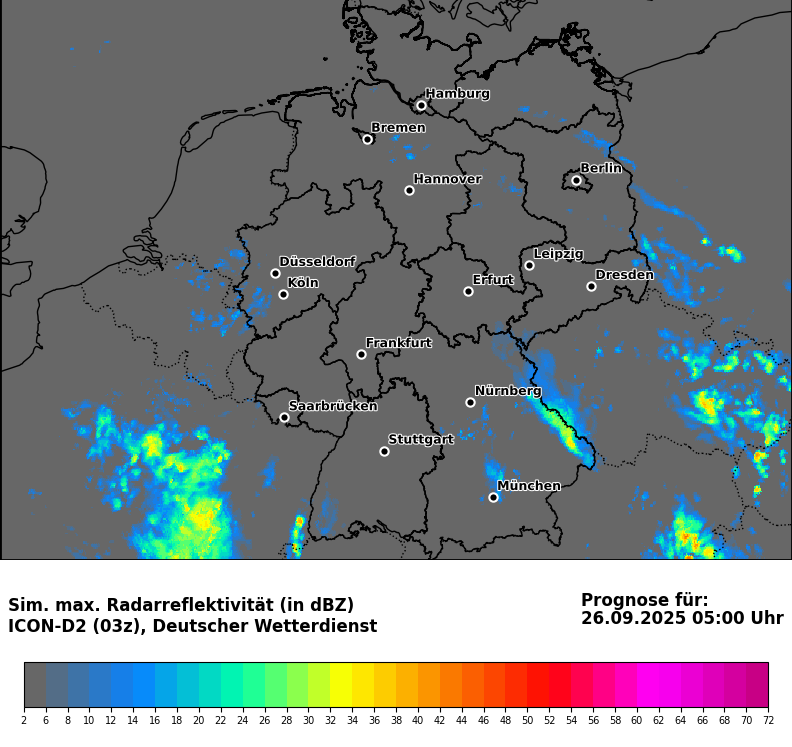 Hamburg
Bremen
Berlin
Hannover
Leipzig
Düsseldorf
Dresden
Köln
Erfurt
Frankfurt
Nürnberg
Saarbrücken
Stuttgart
München
Sim. max. Radarreflektivität (in dBZ)
ICON-D2 (03z), Deutscher Wetterdienst
Prognose für:
26.09.2025 05:00 Uhr
2 6 8 10 12 14 16 18 20 22 24 26 28 30 32 34 36 38 40 42 44 46 48 50 52 54 56 58 60 62 64 66 68 70 72